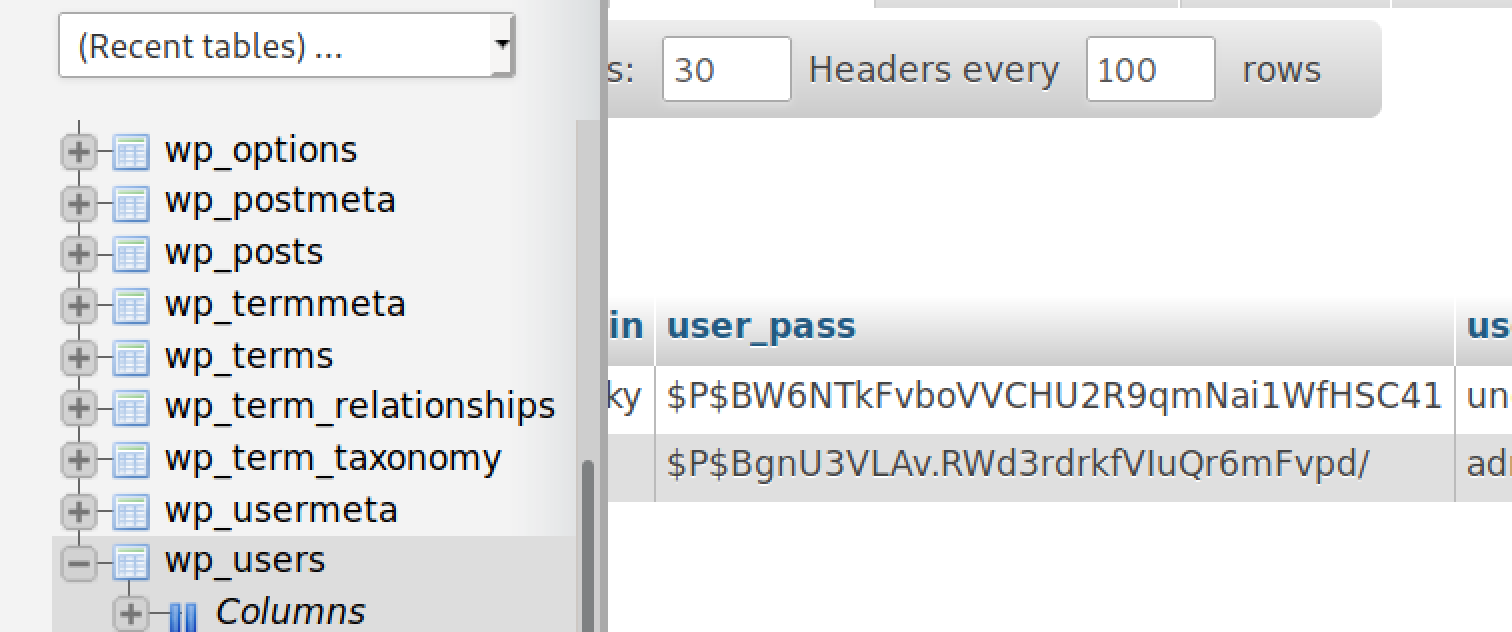 (Recent tables) ...
wp_options
wp_postmeta
wp_posts
wp_termmeta
wp_terms
wp_term_relationships
wp_term_taxonomy
wp_usermeta
wp_users
Columns
s: 30 Headers every 100 rows
in user_pass us
ky $P$BW6NTkFvboVVCHU2R9qmNai1WfHSC41 un
$P$BgnU3VLAv.RWd3rdrkfVIuQr6mFvpd/ adr